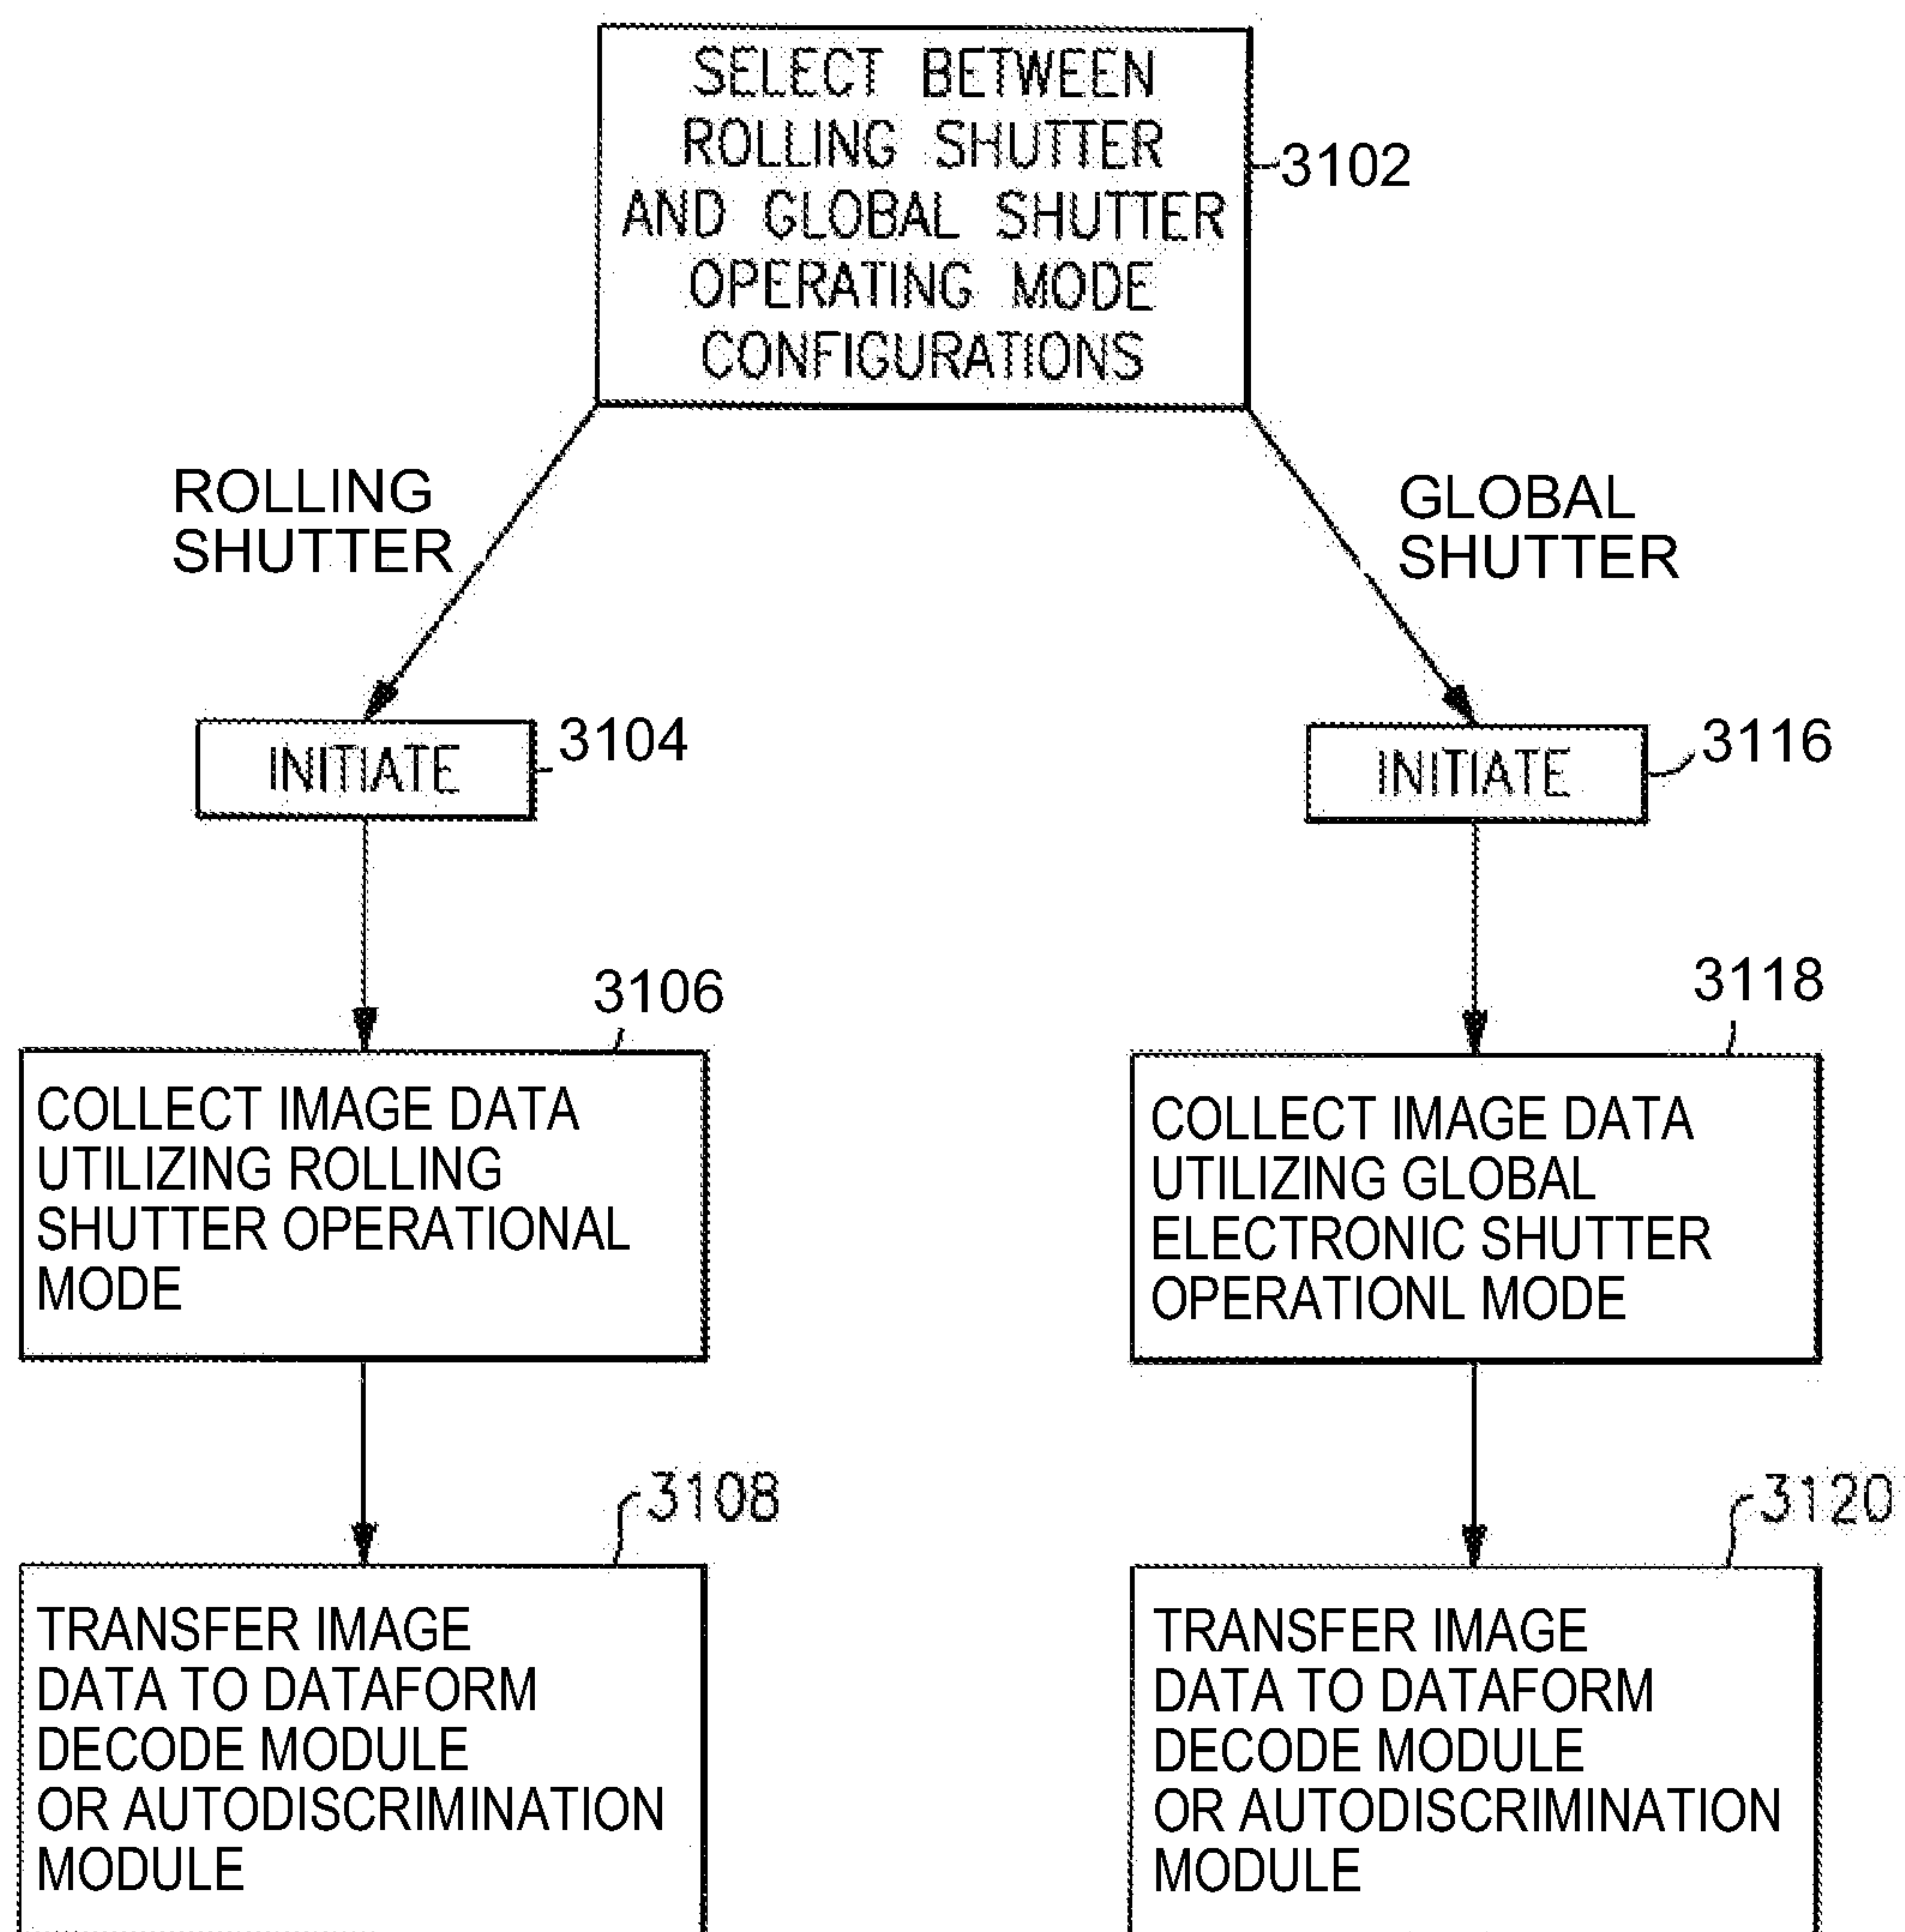 SELECT BETWEEN
ROLLING SHUTTER
AND GLOBAL SHUTTER
OPERATING MODE
CONFIGURATIONS
3102
ROLLING
SHUTTER
GLOBAL
SHUTTER
INITIATE
3104
INITIATE
3116
3106
COLLECT IMAGE DATA
UTILIZING ROLLING
SHUTTER OPERATIONAL
MODE
3118
COLLECT IMAGE DATA
UTILIZING GLOBAL
ELECTRONIC SHUTTER
OPERATIONL MODE
3108
TRANSFER IMAGE
DATA TO DATAFORM
DECODE MODULE
OR AUTODISCRIMINATION
MODULE
3120
TRANSFER IMAGE
DATA TO DATAFORM
DECODE MODULE
OR AUTODISCRIMINATION
MODULE